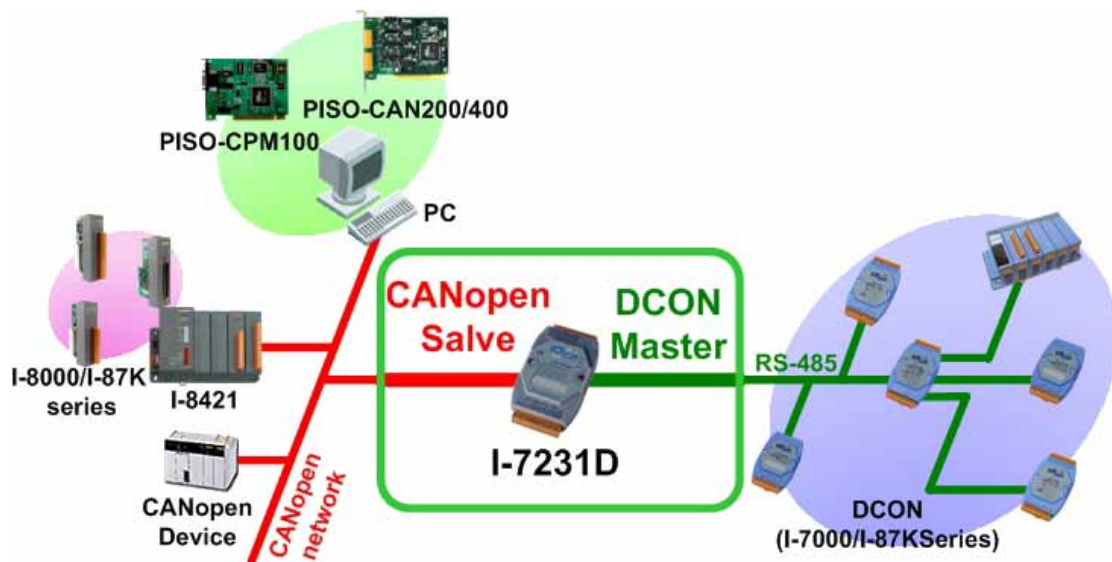 PISO-CAN200/400
PISO-CPM100
PC
I-8000/I-87K
series
I-8421
CANopen
Device
CANopen
network
CANopen
Salve
DCON
Master
I-7231D
RS-485
DCON
(I-7000/I-87KSeries)